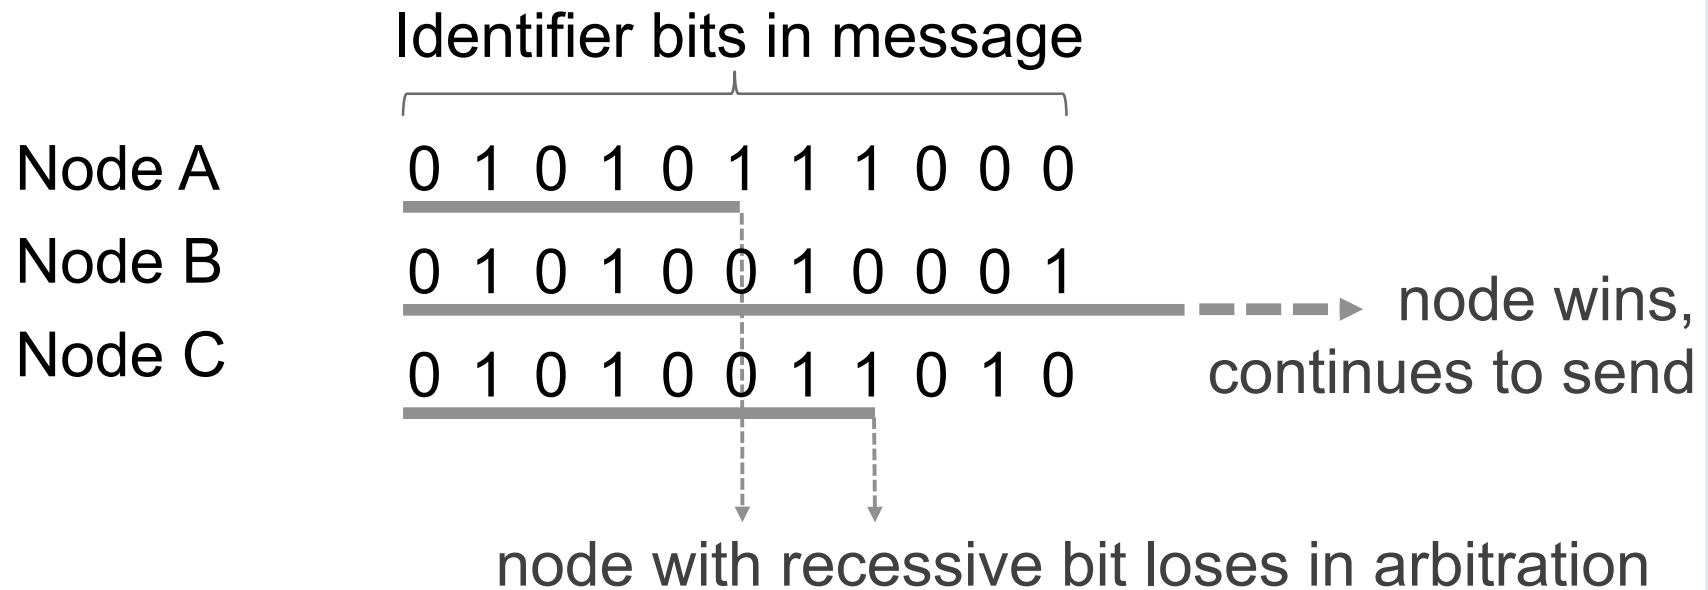 Identifier bits in message
Node A 0 1 0 1 0 1 1 1 0 0 0
Node B 0 1 0 1 0 0 1 0 0 0 1
node wins,
Node C 0 1 0 1 0 0 1 1 0 1 0
continues to send
node with recessive bit loses in arbitration